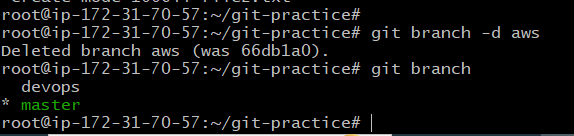 root@ip-172-31-70-57:~/git-practice#
root@ip-172-31-70-57:~/git-practice# git branch -d aws
Deleted branch aws (was 66db1a0).
root@ip-172-31-70-57:~/git-practice# git branch
  devops
* master
root@ip-172-31-70-57:~/git-practice#